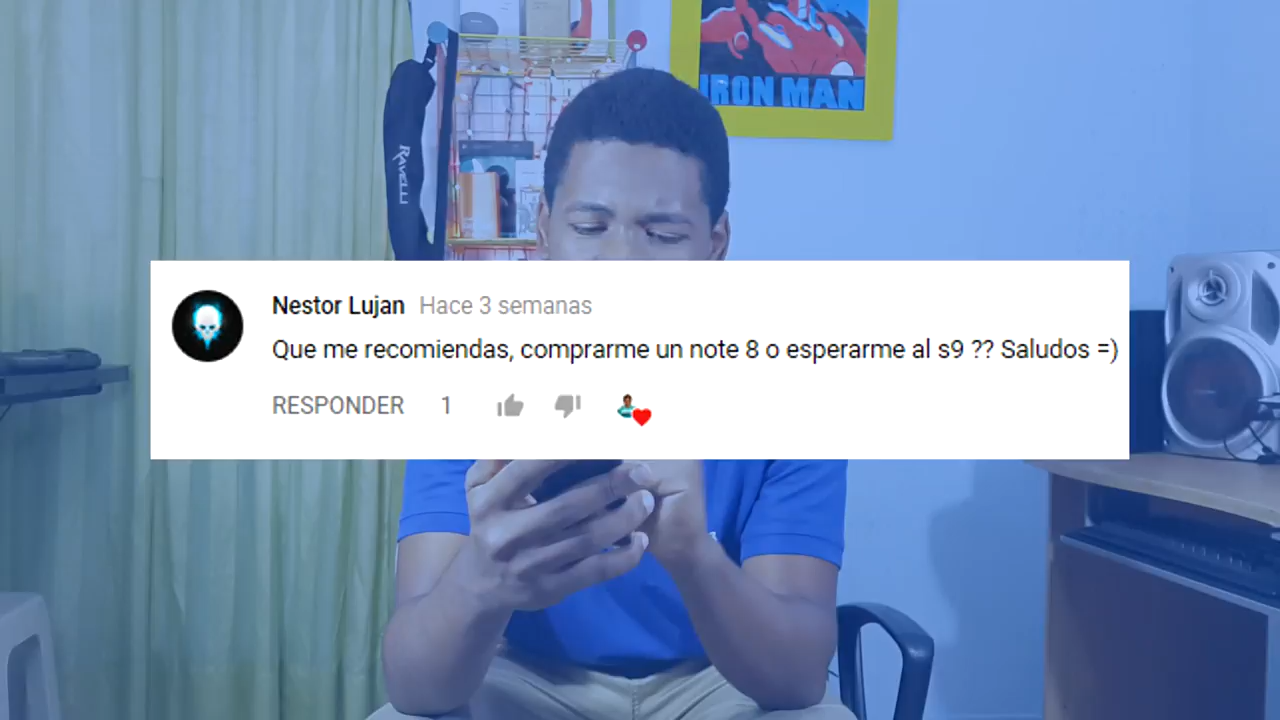 IRON MAN
RAVELLI
Nestor Lujan Hace 3 semanas
Que me recomiendas, comprarme un note 8 o esperarme al s9 ?? Saludos =)
RESPONDER 1